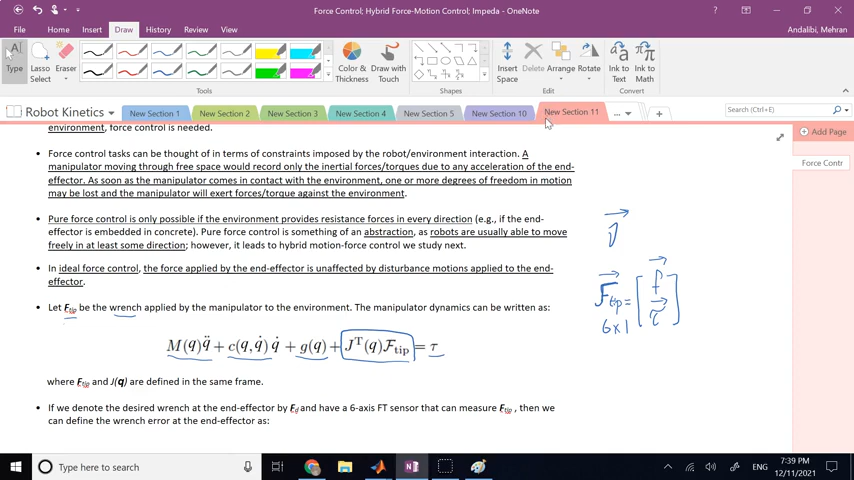 Force Control; Hybrid Force-Motion Control; Impeda - OneNote
Andalibi, Mehran
File Home Insert Draw History Review View
Type
Lasso Select
Eraser
Tools
Color & Thickness
Draw with Touch
Shapes
Insert Space
Delete
Arrange
Rotate
Edit
Ink to Text
Ink to Math
Convert
Robot Kinetics
New Section 1 New Section 2 New Section 3 New Section 4 New Section 5 New Section 10 New Section 11 ...
Search (Ctrl+E)
Add Page
Force Contr
environment, force control is needed.
• Force control tasks can be thought of in terms of constraints imposed by the robot/environment interaction. A
manipulator moving through free space would record only the inertial forces/torques due to any acceleration of the end-
effector. As soon as the manipulator comes in contact with the environment, one or more degrees of freedom in motion
may be lost and the manipulator will exert forces/torque against the environment.
• Pure force control is only possible if the environment provides resistance forces in every direction (e.g., if the end-
effector is embedded in concrete). Pure force control is something of an abstraction, as robots are usually able to move
freely in at least some direction; however, it leads to hybrid motion-force control we study next.
• In ideal force control, the force applied by the end-effector is unaffected by disturbance motions applied to the end-
effector.
• Let Ftip be the wrench applied by the manipulator to the environment. The manipulator dynamics can be written as:
M(q)q̈ + c(q,q̇) q̇ + g(q) + Jᵀ(q)Ftip = τ
where Ftip and J(q) are defined in the same frame.
• If we denote the desired wrench at the end-effector by Fd and have a 6-axis FT sensor that can measure Ftip , then we
can define the wrench error at the end-effector as:
f
Ftip =
τ
6x1
Type here to search
ENG
7:39 PM
12/11/2021